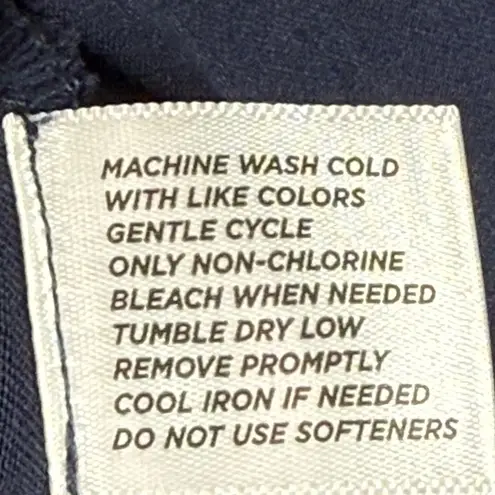 MACHINE WASH COLD
WITH LIKE COLORS
GENTLE CYCLE
ONLY NON-CHLORINE
BLEACH WHEN NEEDED
TUMBLE DRY LOW
REMOVE PROMPTLY
COOL IRON IF NEEDED
DO NOT USE SOFTENERS